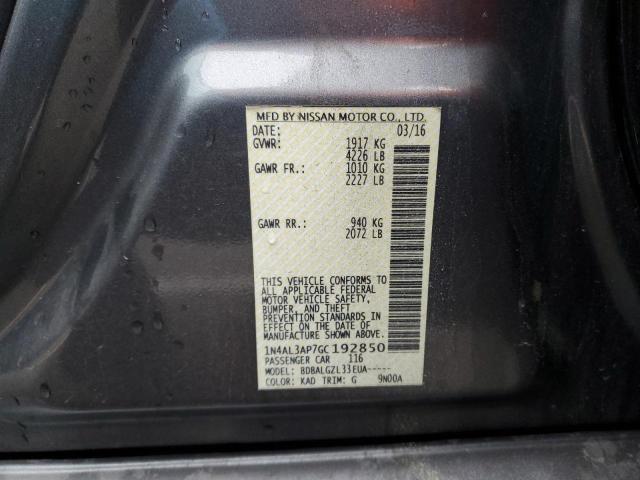 MFD BY NISSAN MOTOR CO., LTD.
DATE: 03/16
GVWR: 1917 KG
4226 LB
GAWR FR.: 1010 KG
2227 LB
GAWR RR.: 940 KG
2072 LB
THIS VEHICLE CONFORMS TO
ALL APPLICABLE FEDERAL
MOTOR VEHICLE SAFETY,
BUMPER, AND THEFT
PREVENTION STANDARDS
IN EFFECT ON THE DATE OF
MANUFACTURE SHOWN ABOVE.
1N4AL3AP7GC192850
PASSENGER CAR 116
MODEL: BDBALGZL33EUA-----
COLOR: KAD TRIM: G 9N00A